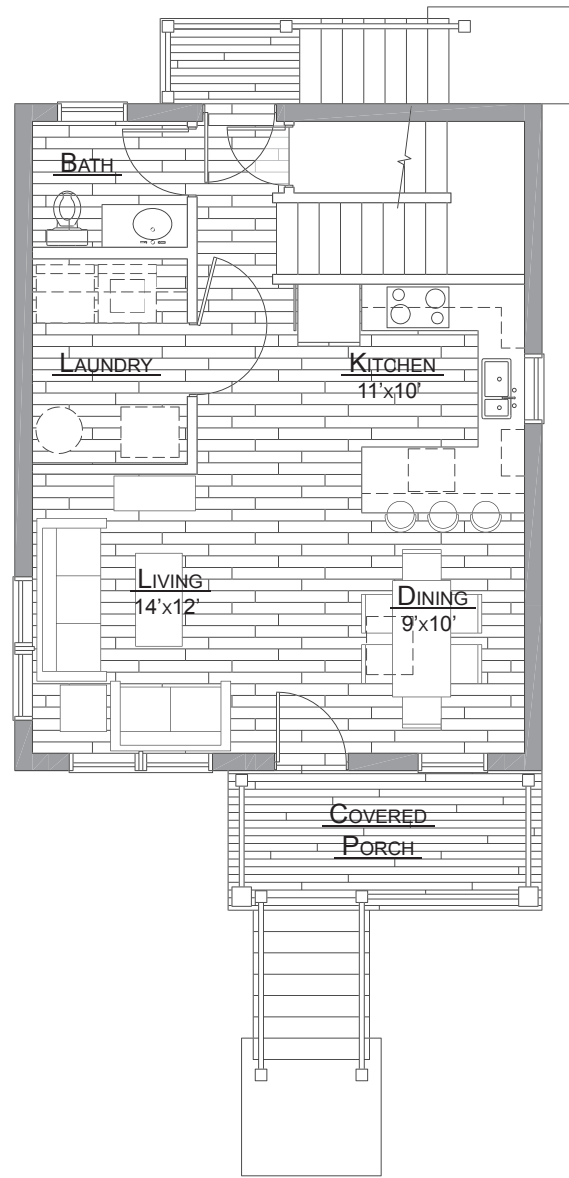 Bath
Laundry
Kitchen
11'x10'
Living
14'x12'
Dining
9'x10'
Covered
Porch